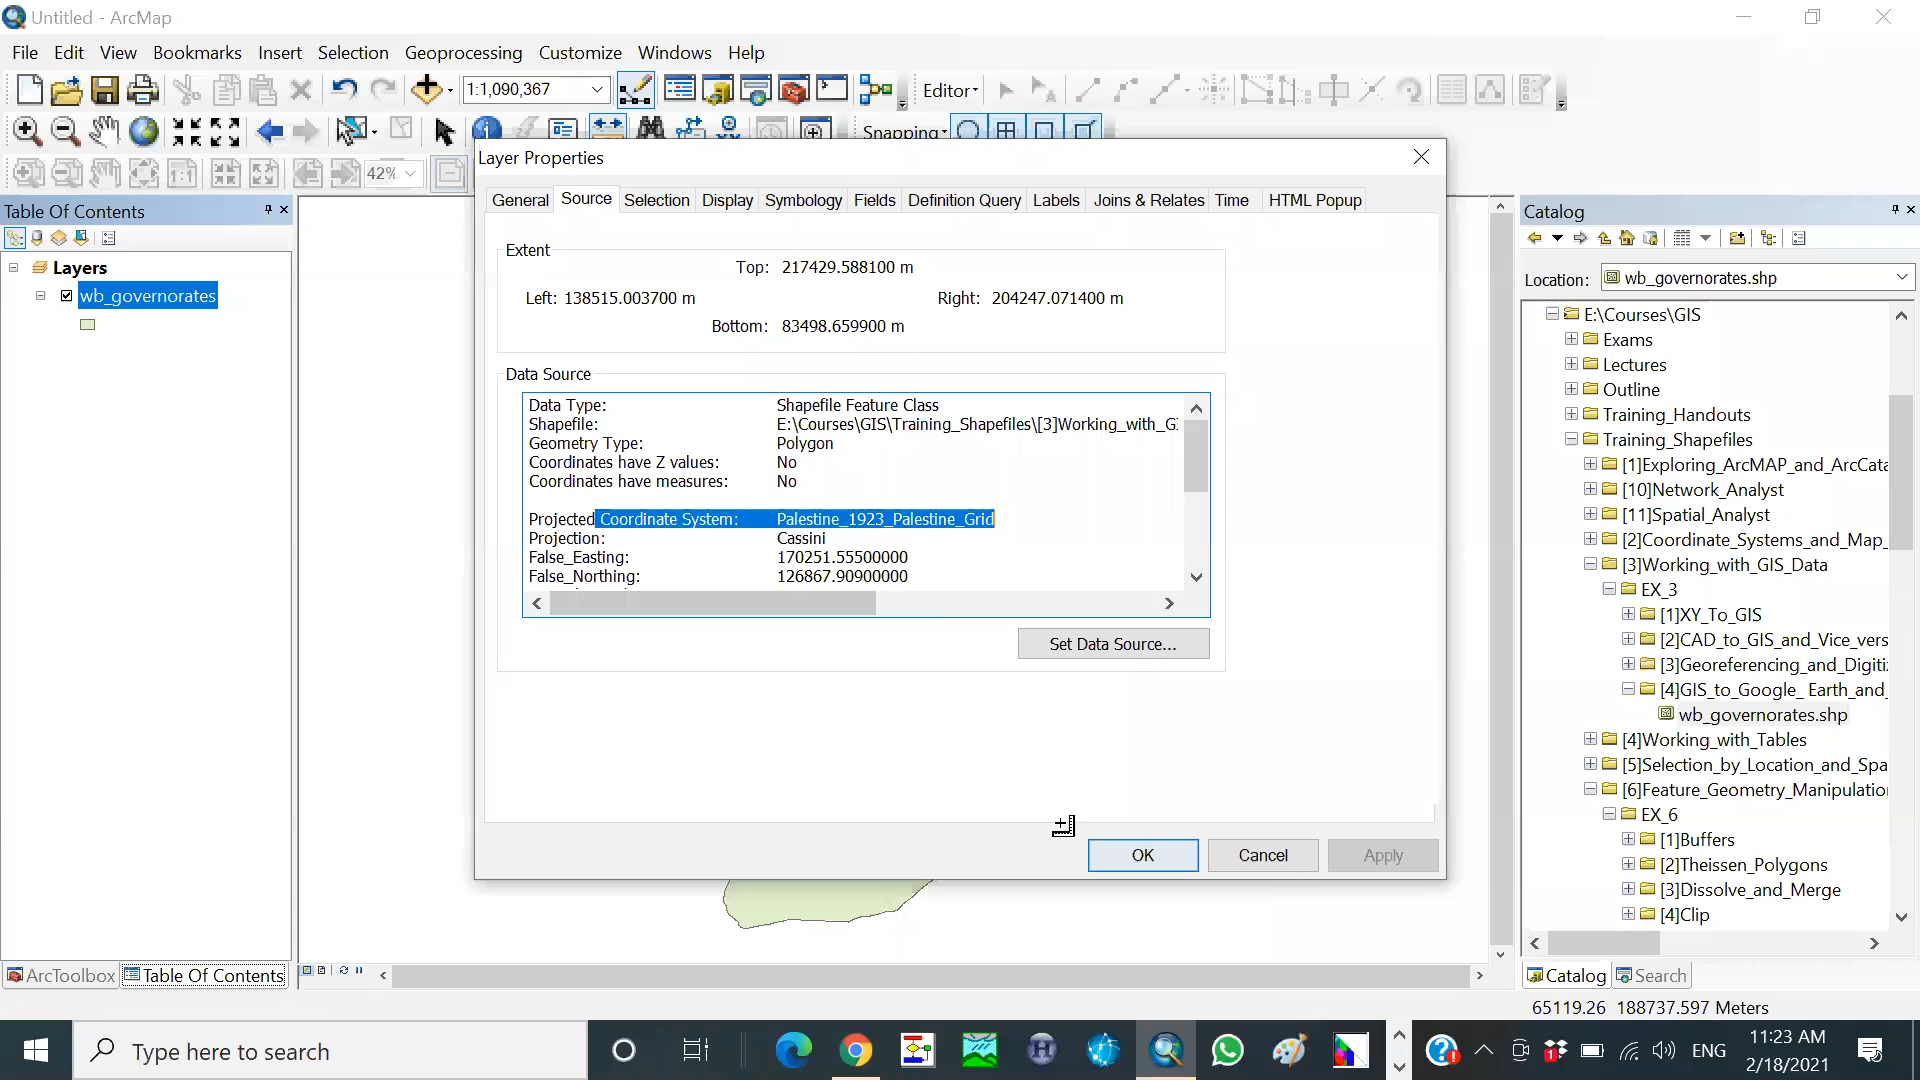 Untitled - ArcMap
File Edit View Bookmarks Insert Selection Geoprocessing Customize Windows Help
1:1,090,367
Editor
Snapping
42%
Layer Properties
General Source Selection Display Symbology Fields Definition Query Labels Joins & Relates Time HTML Popup
Extent
Top: 217429.588100 m
Left: 138515.003700 m
Right: 204247.071400 m
Bottom: 83498.659900 m
Data Source
Data Type: Shapefile Feature Class
Shapefile: E:\Courses\GIS\Training_Shapefiles\[3]Working_with_G
Geometry Type: Polygon
Coordinates have Z values: No
Coordinates have measures: No
Projected Coordinate System: Palestine_1923_Palestine_Grid
Projection: Cassini
False_Easting: 170251.55500000
False_Northing: 126867.90900000
Set Data Source...
OK Cancel Apply
Table Of Contents
Layers
wb_governorates
ArcToolbox Table Of Contents
Catalog
Location: wb_governorates.shp
E:\Courses\GIS
Exams
Lectures
Outline
Training_Handouts
Training_Shapefiles
[1]Exploring_ArcMAP_and_ArcCata
[10]Network_Analyst
[11]Spatial_Analyst
[2]Coordinate_Systems_and_Map_
[3]Working_with_GIS_Data
EX_3
[1]XY_To_GIS
[2]CAD_to_GIS_and_Vice_vers
[3]Georeferencing_and_Digiti
[4]GIS_to_Google_ Earth_and_
wb_governorates.shp
[4]Working_with_Tables
[5]Selection_by_Location_and_Spa
[6]Feature_Geometry_Manipulation
EX_6
[1]Buffers
[2]Theissen_Polygons
[3]Dissolve_and_Merge
[4]Clip
Catalog Search
65119.26 188737.597 Meters
Type here to search
ENG
11:23 AM
2/18/2021